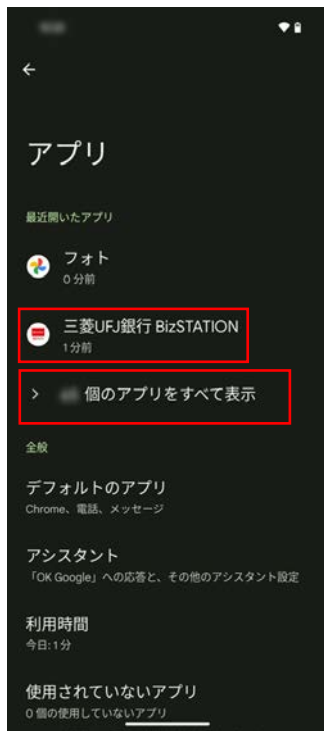 アプリ
最近開いたアプリ
フォト
0 分前
三菱UFJ銀行 BizSTATION
1 分前
個のアプリをすべて表示
全般
デフォルトのアプリ
Chrome、電話、メッセージ
アシスタント
「OK Google」への応答と、その他のアシスタント設定
利用時間
今日: 1 分
使用されていないアプリ
0 個の使用していないアプリ